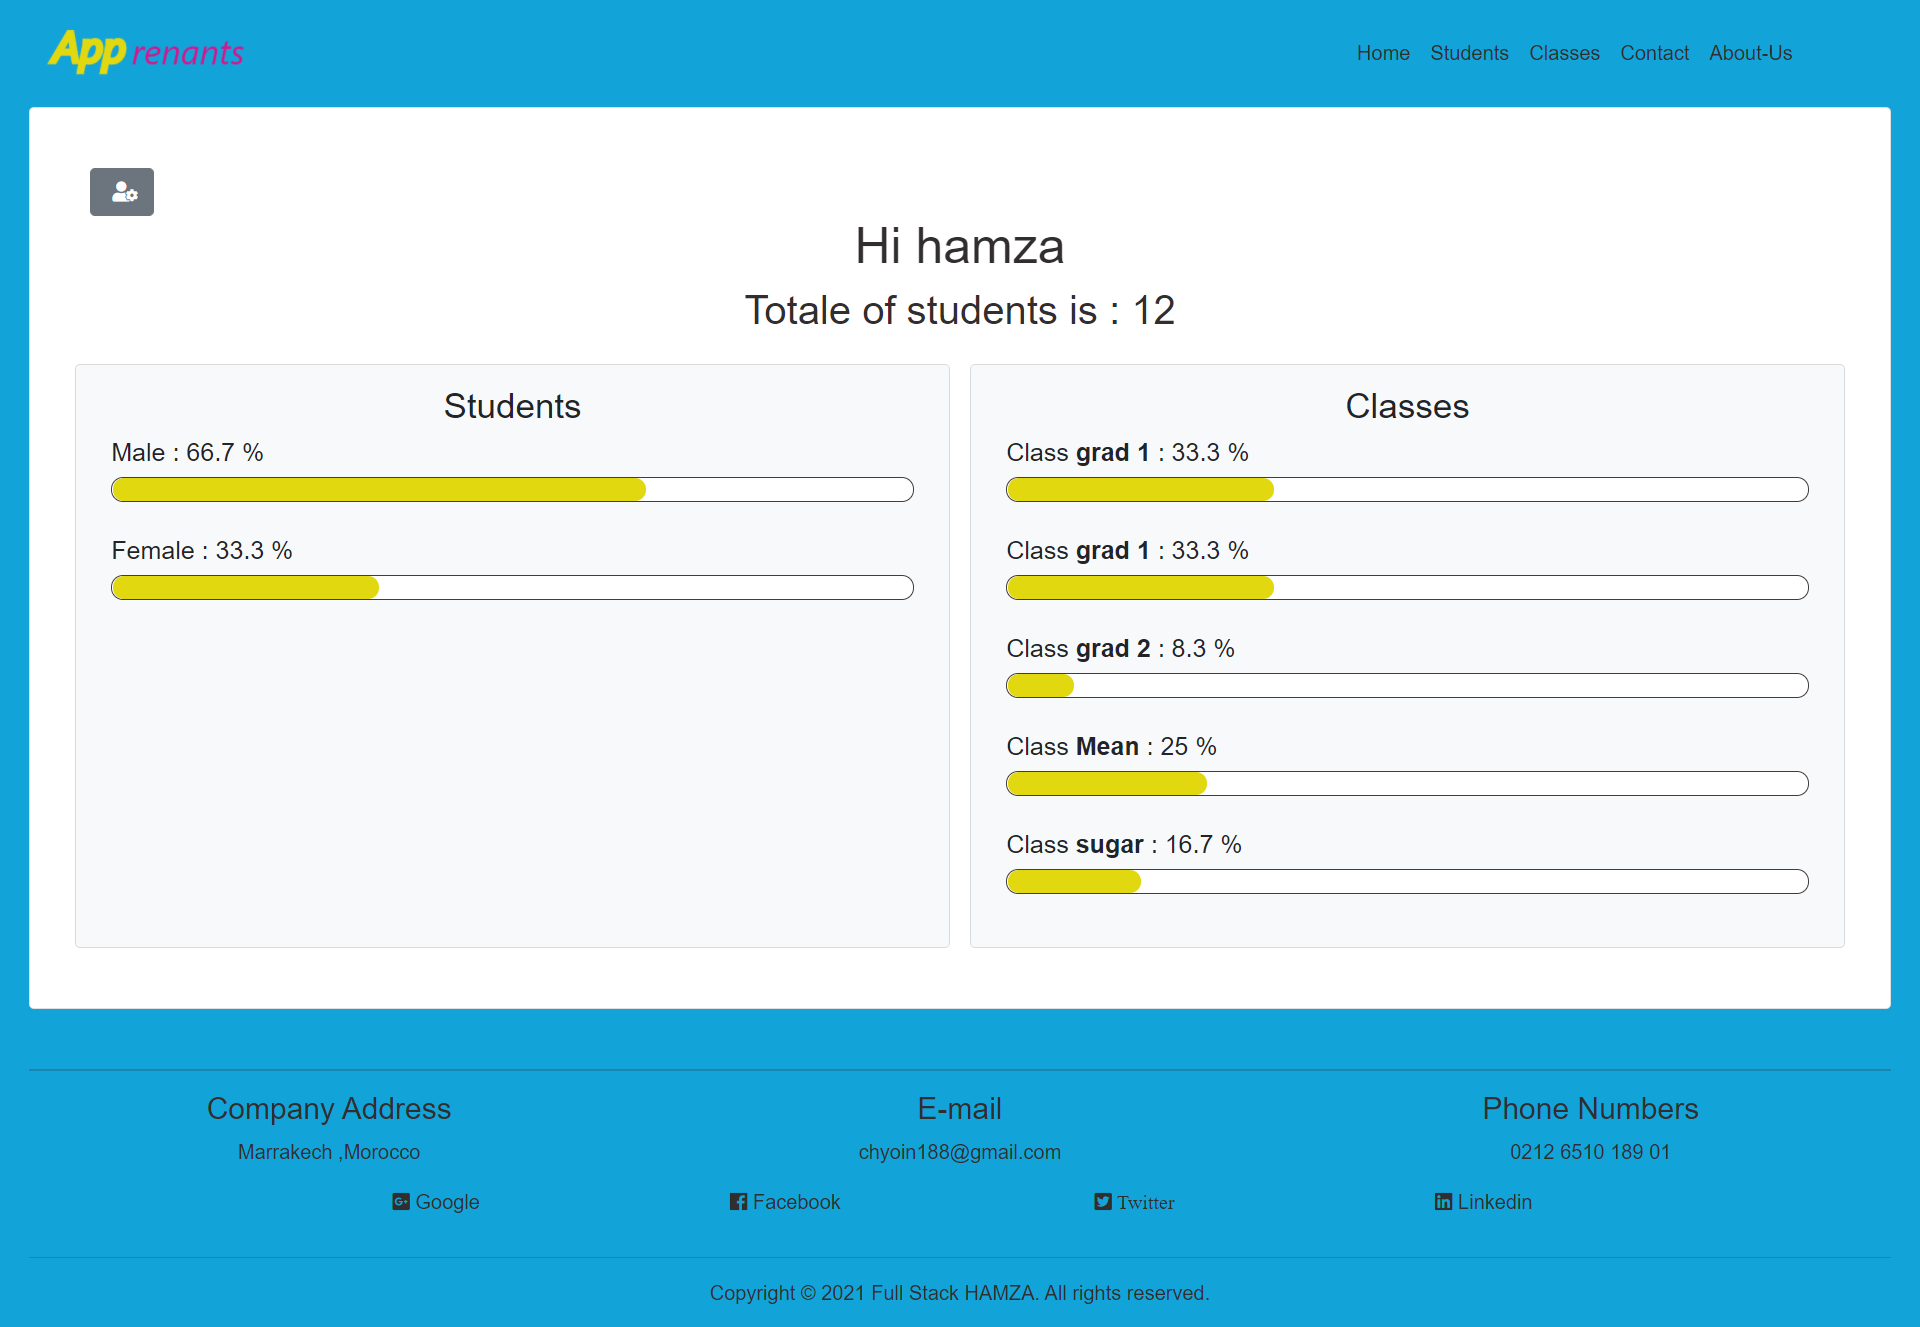 App renants
Home Students Classes Contact About-Us
Hi hamza
Totale of students is : 12
Students
Male : 66.7 %
Female : 33.3 %
Classes
Class grad 1 : 33.3 %
Class grad 1 : 33.3 %
Class grad 2 : 8.3 %
Class Mean : 25 %
Class sugar : 16.7 %
Company Address
Marrakech ,Morocco
E-mail
chyoin188@gmail.com
Phone Numbers
0212 6510 189 01
Google Facebook Twitter Linkedin
Copyright © 2021 Full Stack HAMZA. All rights reserved.